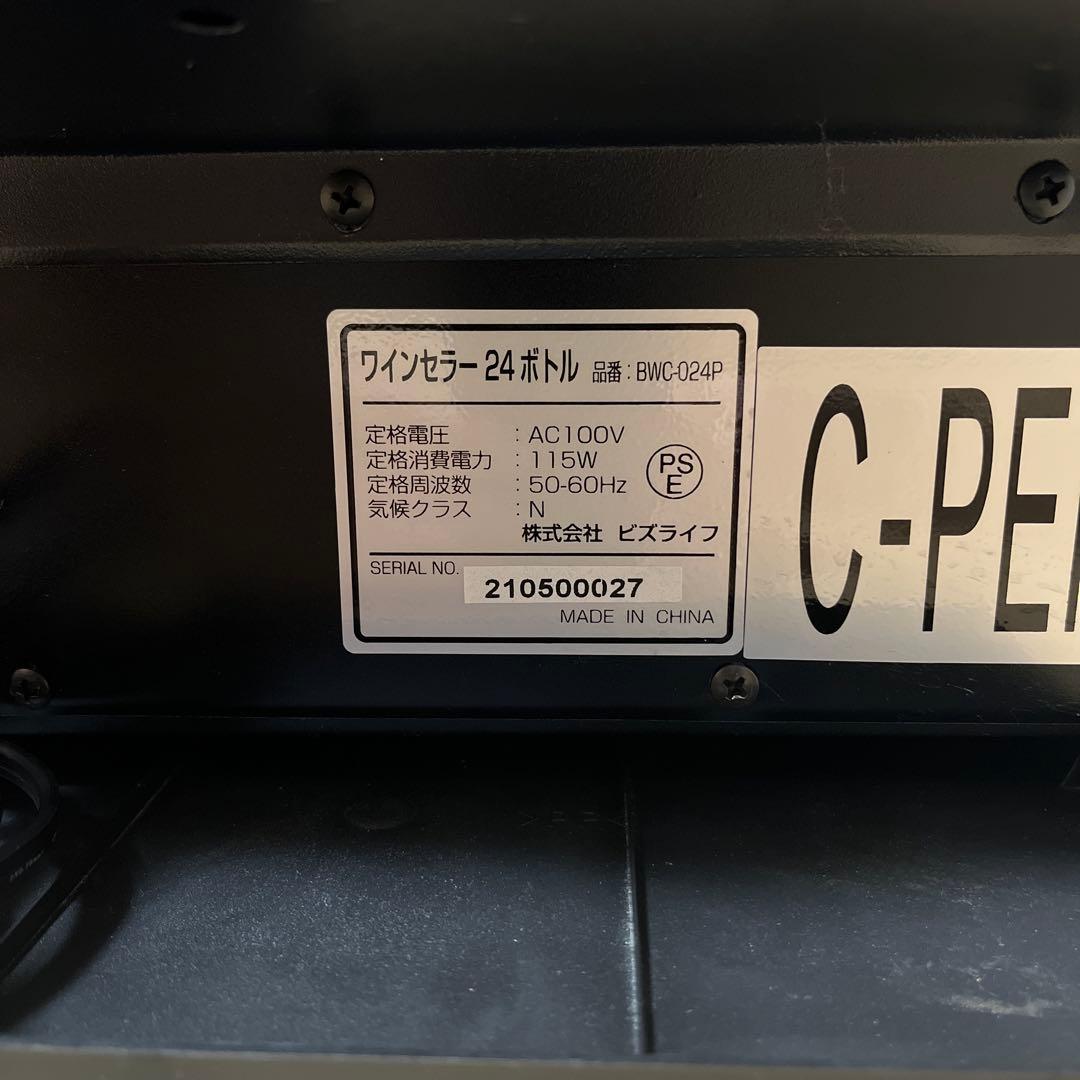 ワインセラー 24ボトル 品番：BWC-024P
定格電圧 ：AC100V
定格消費電力 ：115W
定格周波数 ：50-60Hz
気候クラス ：N
PS
E
株式会社 ビズライフ
SERIAL NO. 210500027
MADE IN CHINA
C-PE